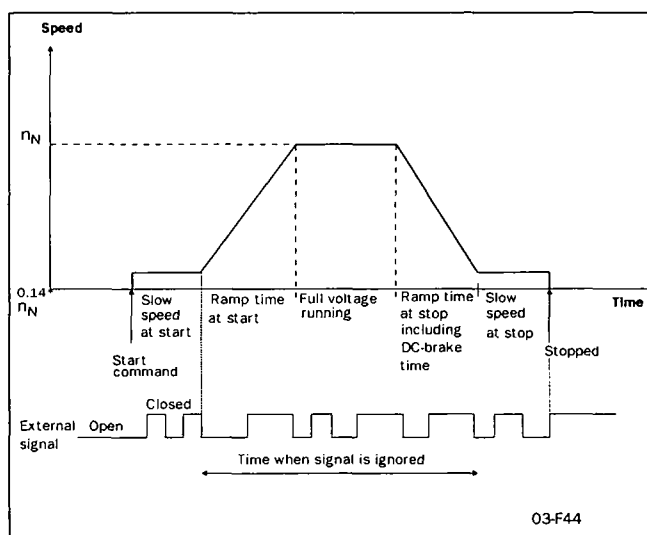 Speed
nN
0.14
nN
Slow
speed
at start
Ramp time
at start
Full voltage
running
Ramp time
at stop
including
DC-brake
time
Slow
speed
at stop
Time
Start
command
Stopped
Closed
External
signal
Open
Time when signal is ignored
03-F44